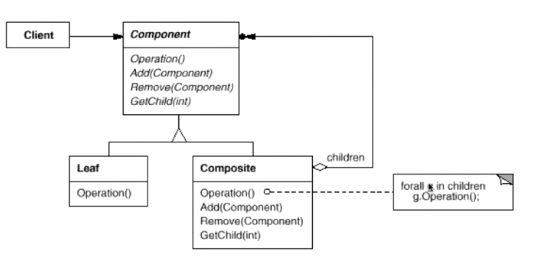 Client
Component
Operation()
Add(Component)
Remove(Component)
GetChild(int)
children
Leaf
Operation()
Composite
Operation()
Add(Component)
Remove(Component)
GetChild(int)
forall g in children
g.Operation();